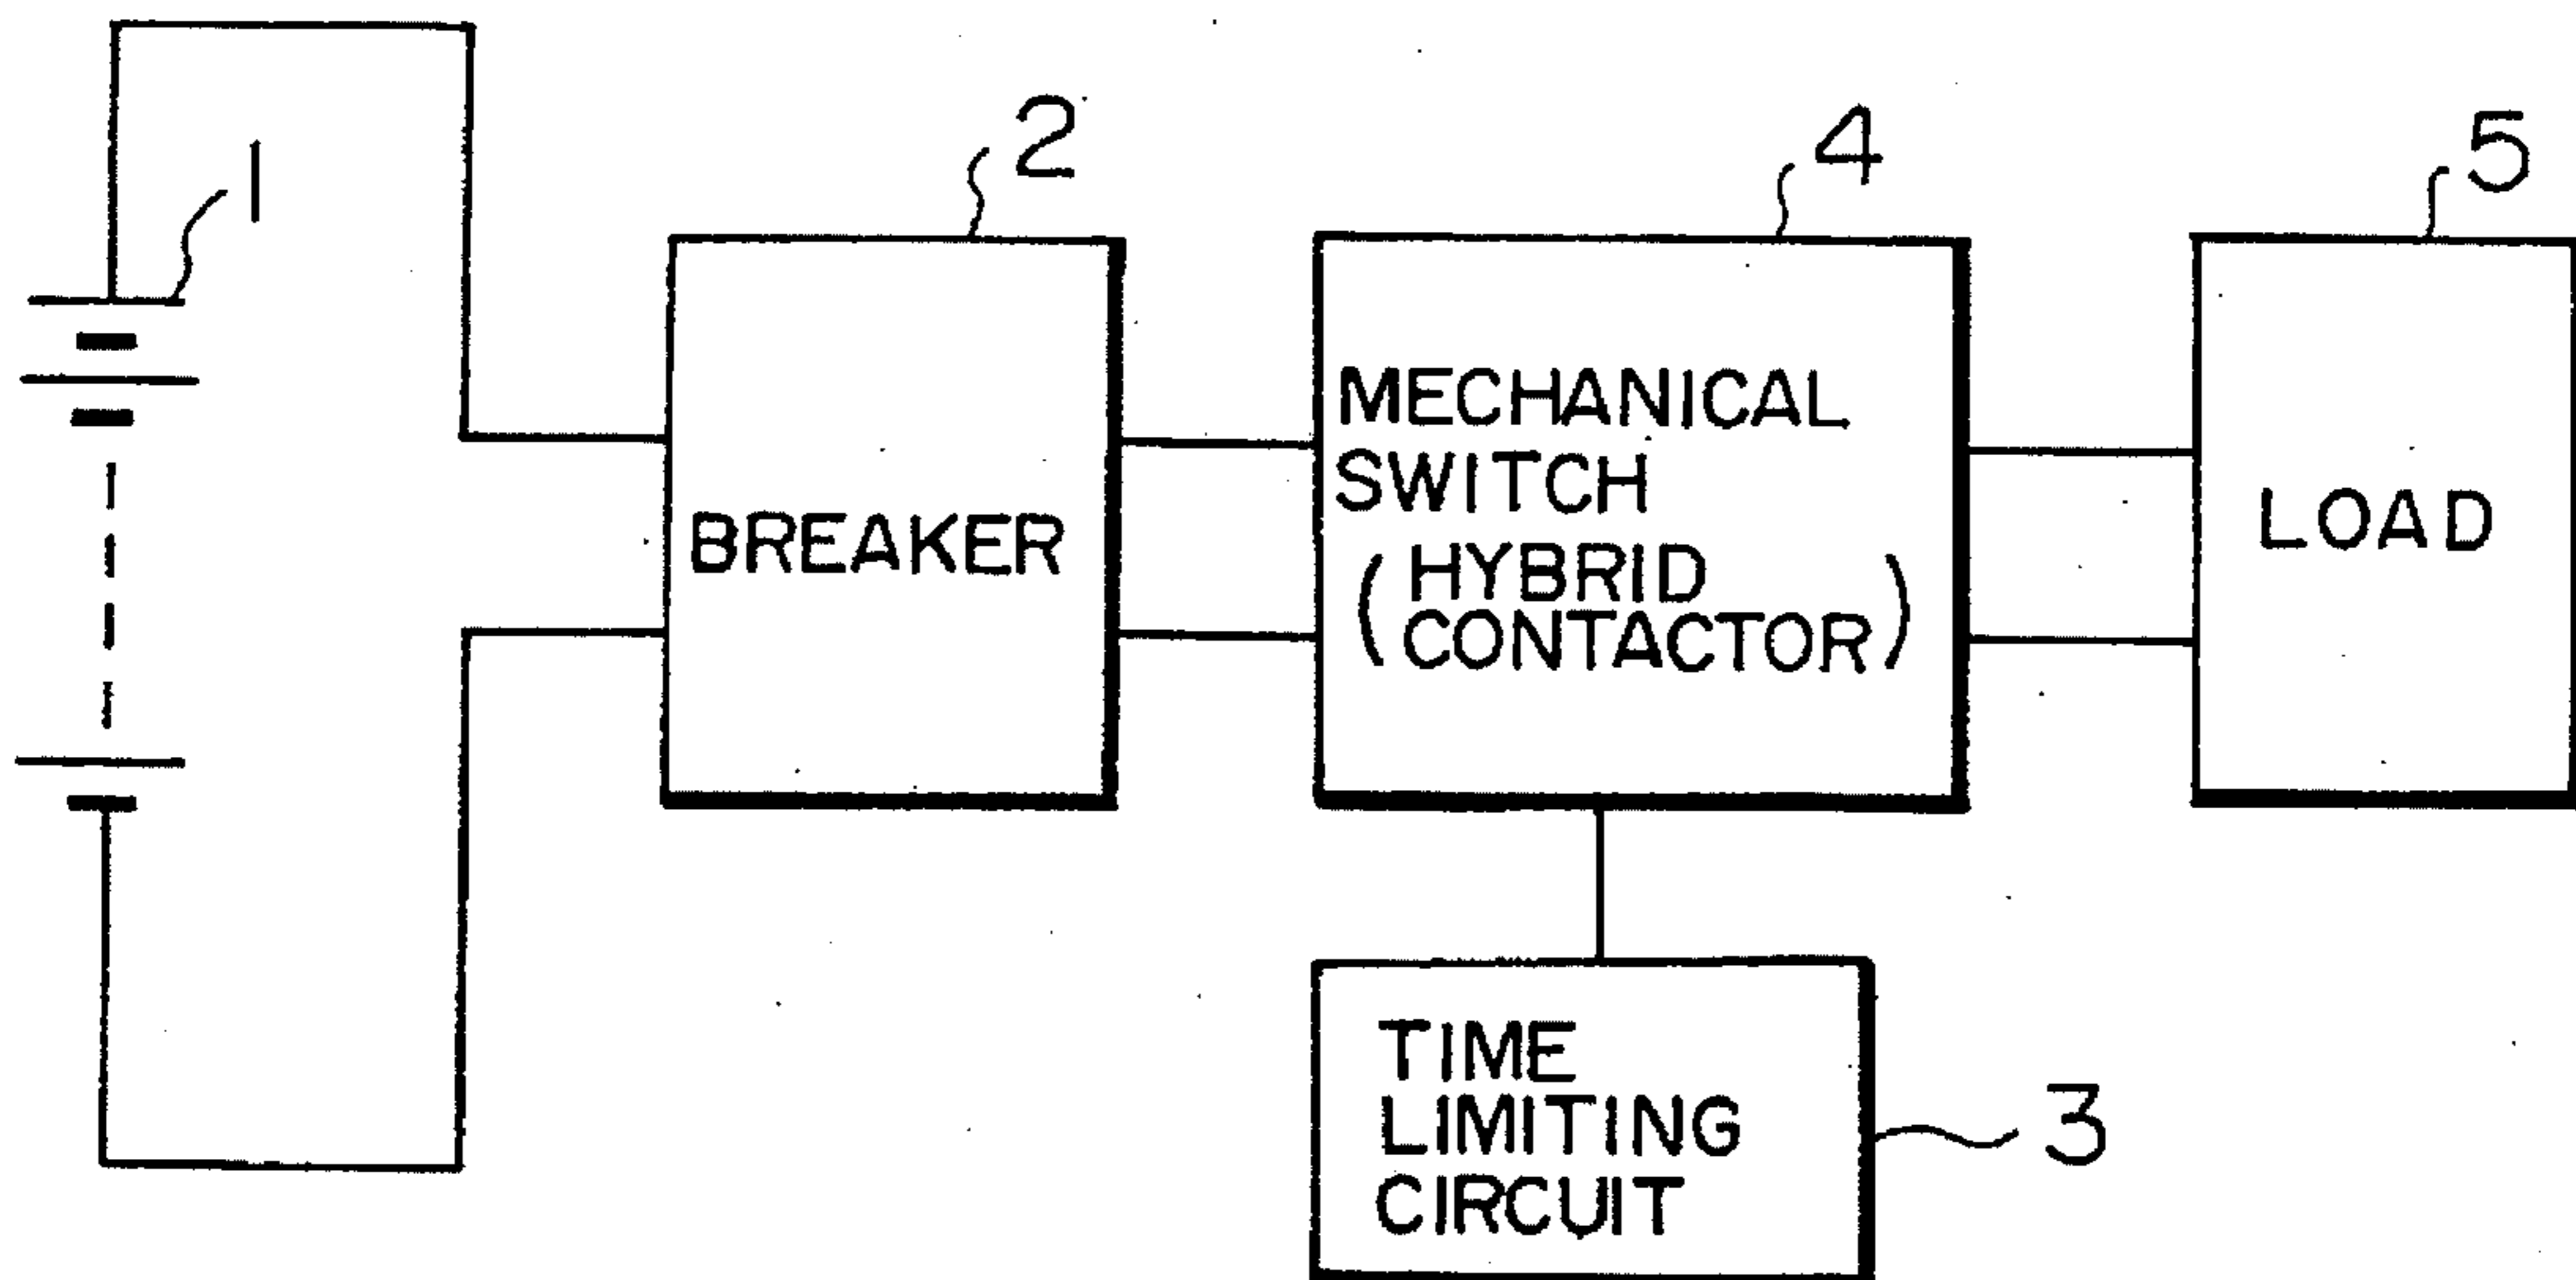 1
2
4
5
BREAKER
MECHANICAL
SWITCH
(HYBRID
CONTACTOR)
LOAD
TIME
LIMITING
CIRCUIT
3